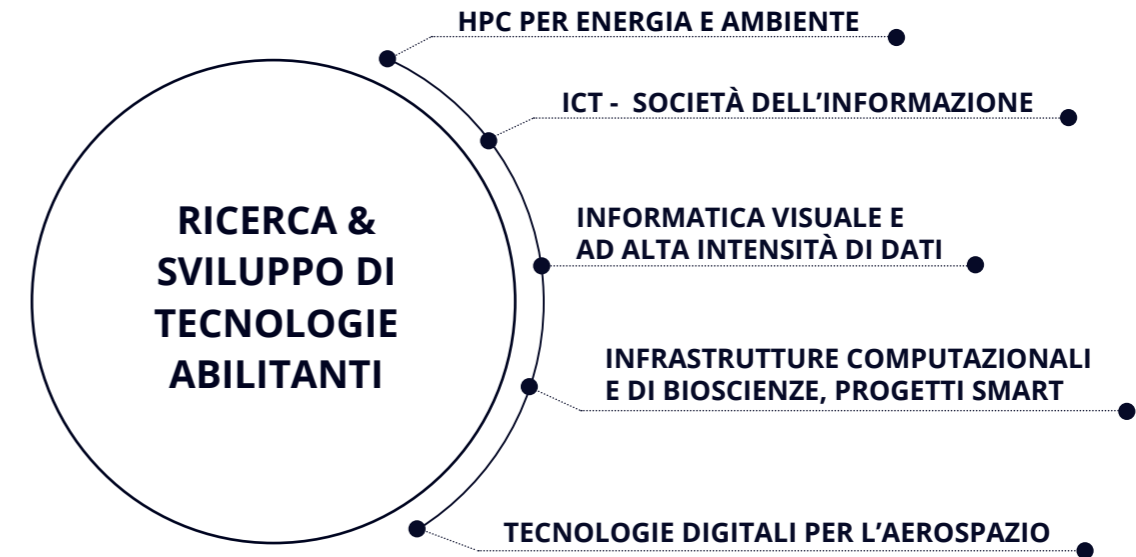 HPC PER ENERGIA E AMBIENTE
ICT - SOCIETÀ DELL’INFORMAZIONE
RICERCA &
SVILUPPO DI
TECNOLOGIE
ABILITANTI
INFORMATICA VISUALE E
AD ALTA INTENSITÀ DI DATI
INFRASTRUTTURE COMPUTAZIONALI
E DI BIOSCIENZE, PROGETTI SMART
TECNOLOGIE DIGITALI PER L’AEROSPAZIO